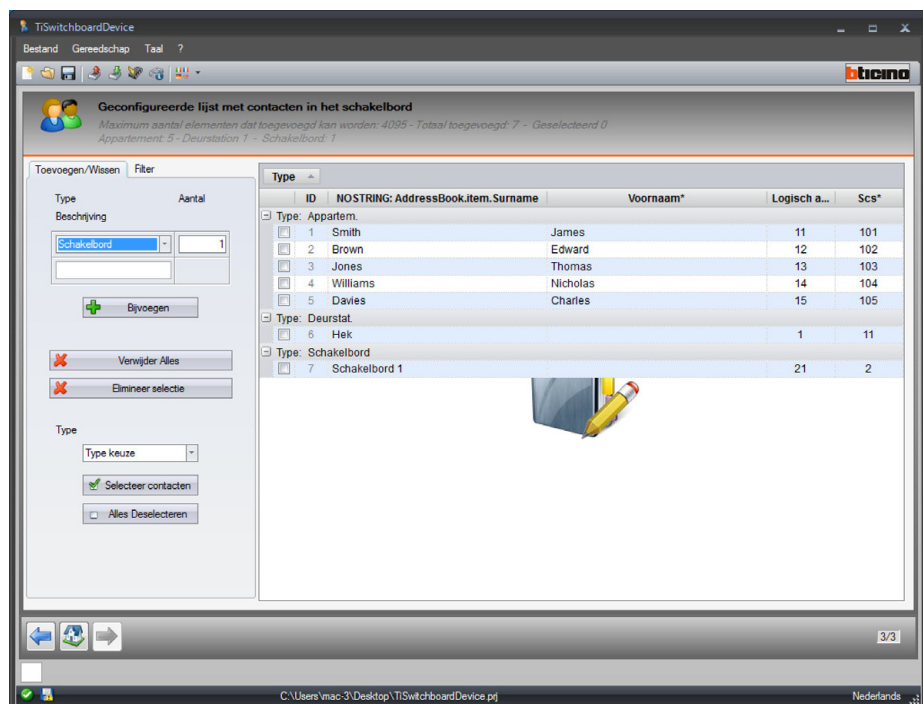 TiSwitchboardDevice
Bestand Gereedschap Taal ?
bticino
Geconfigureerde lijst met contacten in het schakelbord
Maximum aantal elementen dat toegevoegd kan worden: 4095 - Totaal toegevoegd: 7 - Geselecteerd 0
Appartement: 5 - Deurstation 1 - Schakelbord: 1
Toevoegen/Wissen Filter
Type Aantal
Beschrijving
Schakelbord 1
Bijvoegen
Verwijder Alles
Elimineer selectie
Type
Type keuze
Selecteer contacten
Alles Deselecteren
Type
ID NOSTRING: AddressBook.item.Surname Voornaam* Logisch a... Scs*
Type: Appartem.
1 Smith James 11 101
2 Brown Edward 12 102
3 Jones Thomas 13 103
4 Williams Nicholas 14 104
5 Davies Charles 15 105
Type: Deurstat.
6 Hek 1 11
Type: Schakelbord
7 Schakelbord 1 21 2
3/3
C:\Users\mac-3\Desktop\TiSwitchboardDevice.prj Nederlands